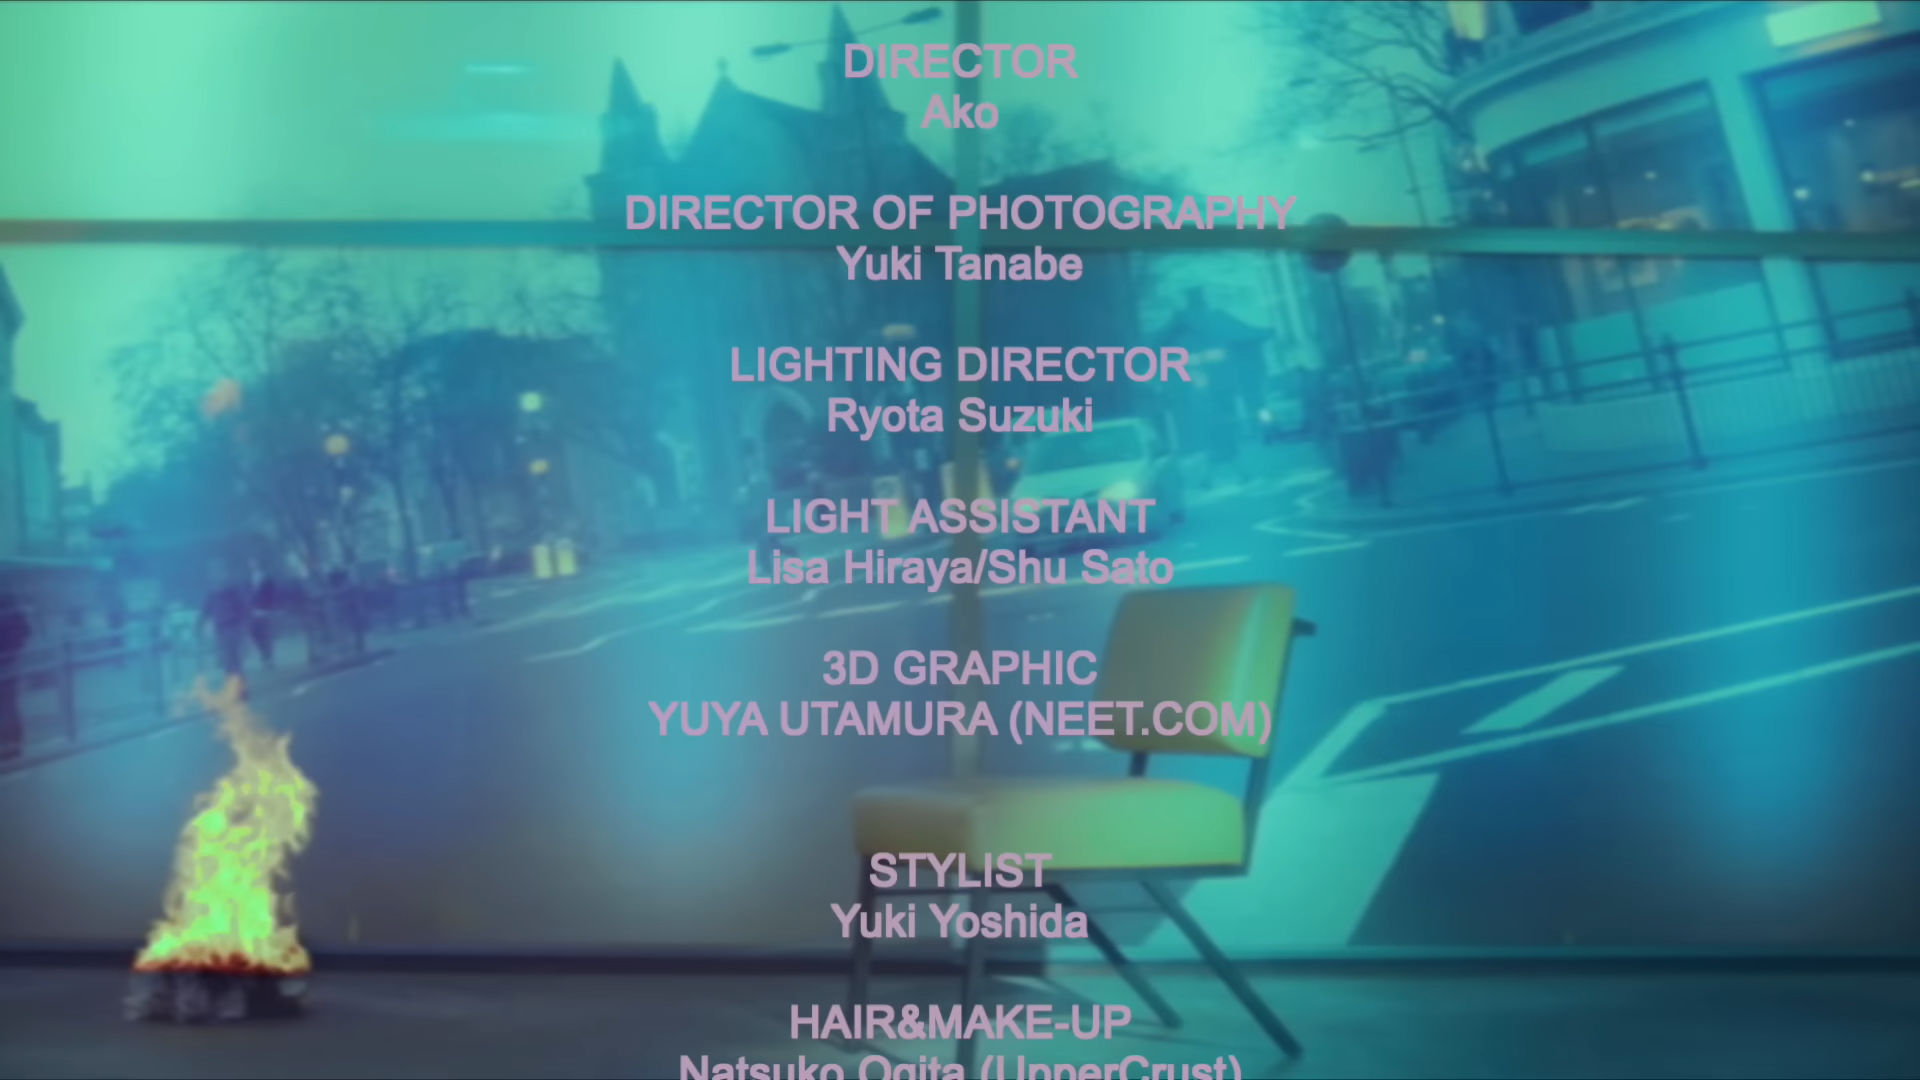 DIRECTOR
Ako
DIRECTOR OF PHOTOGRAPHY
Yuki Tanabe
LIGHTING DIRECTOR
Ryota Suzuki
LIGHT ASSISTANT
Lisa Hiraya/Shu Sato
3D GRAPHIC
YUYA UTAMURA (NEET.COM)
STYLIST
Yuki Yoshida
HAIR&MAKE-UP
Natsuko Ogita (UpperCrust)